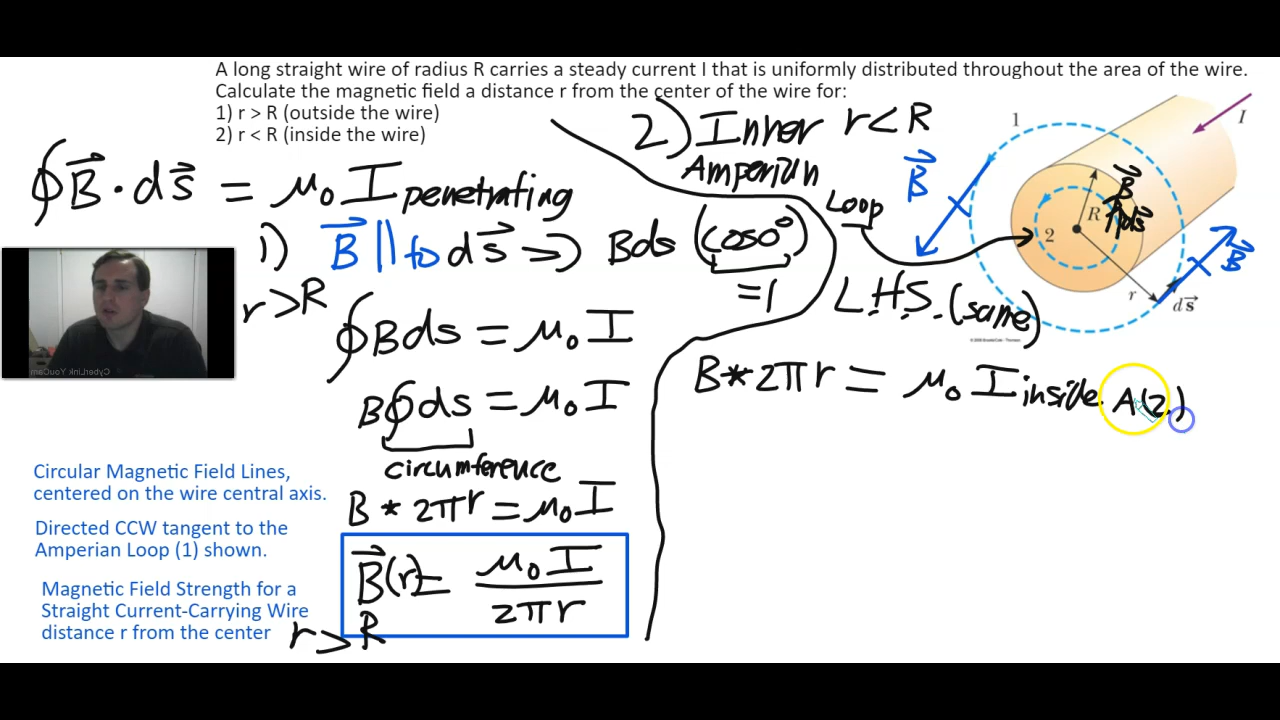 A long straight wire of radius R carries a steady current I that is uniformly distributed throughout the area of the wire.
Calculate the magnetic field a distance r from the center of the wire for:
1) r > R (outside the wire)
2) r < R (inside the wire)
∮B⃗ · ds⃗ = μ₀ I penetrating
1) B⃗ || to ds⃗ ⇒ Bds (cos0°)
= 1
r > R
∮Bds = μ₀ I
B∮ds = μ₀ I
circumference
B * 2πr = μ₀ I
B⃗(r) = μ₀ I / 2πr
r > R
Circular Magnetic Field Lines,
centered on the wire central axis.
Directed CCW tangent to the
Amperian Loop (1) shown.
Magnetic Field Strength for a
Straight Current-Carrying Wire
distance r from the center
CyberLink YouCam
2) Inner r < R
Amperian
Loop
L.H.S. (same)
B * 2πr = μ₀ I inside A(2)
1
I
B⃗
B⃗
ds⃗
R
2
B⃗
r
ds⃗